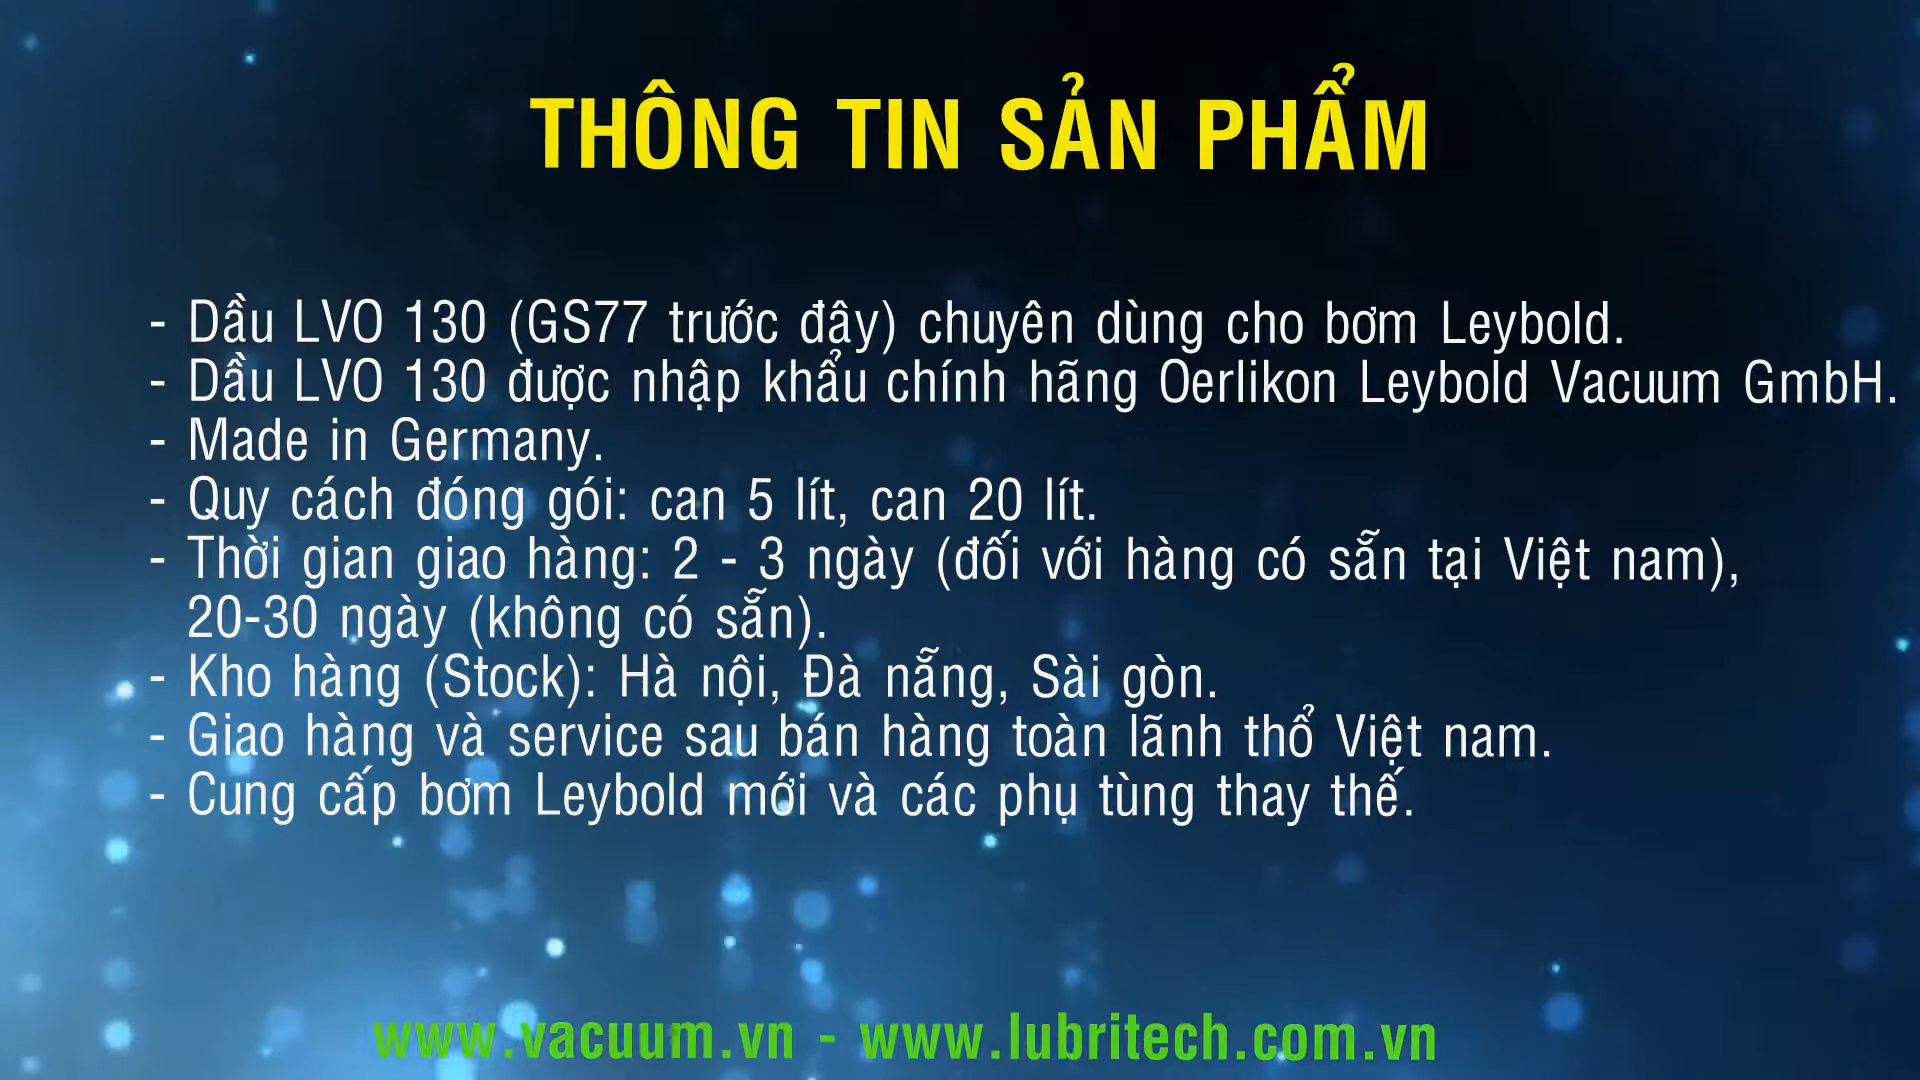 THÔNG TIN SẢN PHẨM
- Dầu LVO 130 (GS77 trước đây) chuyên dùng cho bơm Leybold.
- Dầu LVO 130 được nhập khẩu chính hãng Oerlikon Leybold Vacuum GmbH.
- Made in Germany.
- Quy cách đóng gói: can 5 lít, can 20 lít.
- Thời gian giao hàng: 2 - 3 ngày (đối với hàng có sẵn tại Việt nam),
20-30 ngày (không có sẵn).
- Kho hàng (Stock): Hà nội, Đà nẵng, Sài gòn.
- Giao hàng và service sau bán hàng toàn lãnh thổ Việt nam.
- Cung cấp bơm Leybold mới và các phụ tùng thay thế.
www.vacuum.vn - www.lubritech.com.vn